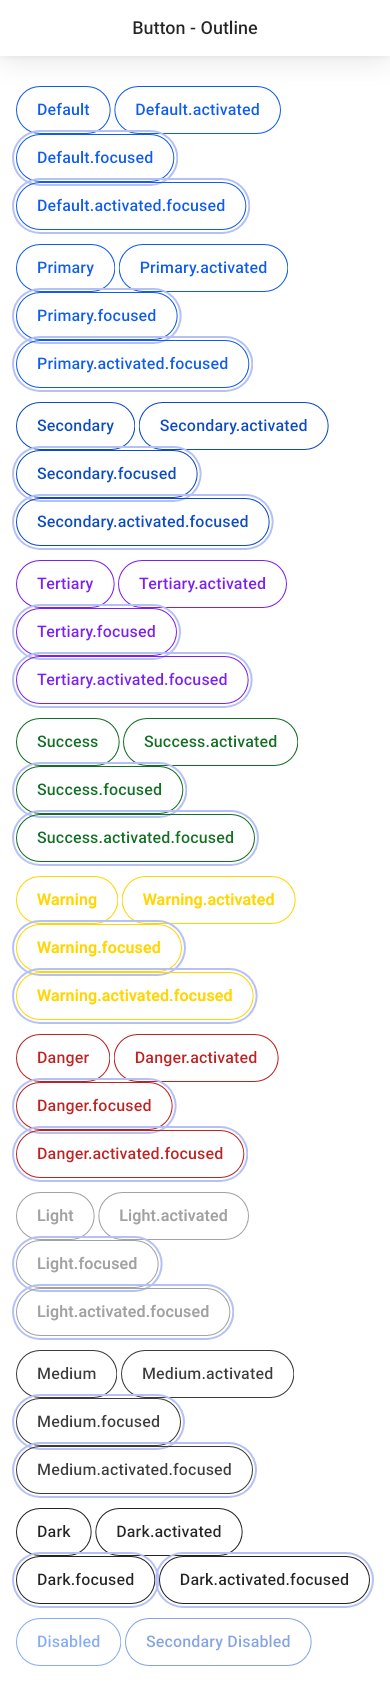 Button - Outline
Default Default.activated
Default.focused
Default.activated.focused
Primary Primary.activated
Primary.focused
Primary.activated.focused
Secondary Secondary.activated
Secondary.focused
Secondary.activated.focused
Tertiary Tertiary.activated
Tertiary.focused
Tertiary.activated.focused
Success Success.activated
Success.focused
Success.activated.focused
Warning Warning.activated
Warning.focused
Warning.activated.focused
Danger Danger.activated
Danger.focused
Danger.activated.focused
Light Light.activated
Light.focused
Light.activated.focused
Medium Medium.activated
Medium.focused
Medium.activated.focused
Dark Dark.activated
Dark.focused Dark.activated.focused
Disabled Secondary Disabled